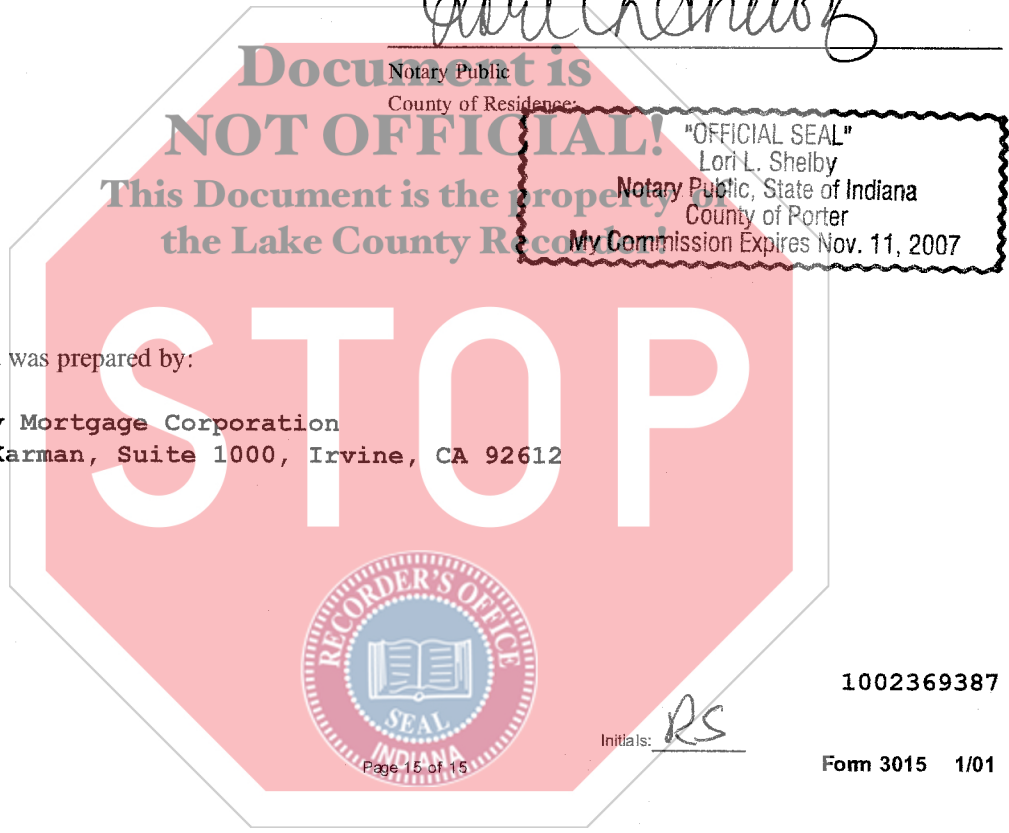 Document is
Notary Public
County of Residence:
NOT OFFICIAL!
"OFFICIAL SEAL"
Lori L. Shelby
Notary Public, State of Indiana
County of Porter
My Commission Expires Nov. 11, 2007
This Document is the property of
the Lake County Recorder!
STOP
was prepared by:
Mortgage Corporation
Karman, Suite 1000, Irvine, CA 92612
RECORDER'S OFFICE
SEAL
INDIANA
1002369387
Initials: RS
Page 15 of 15
Form 3015 1/01